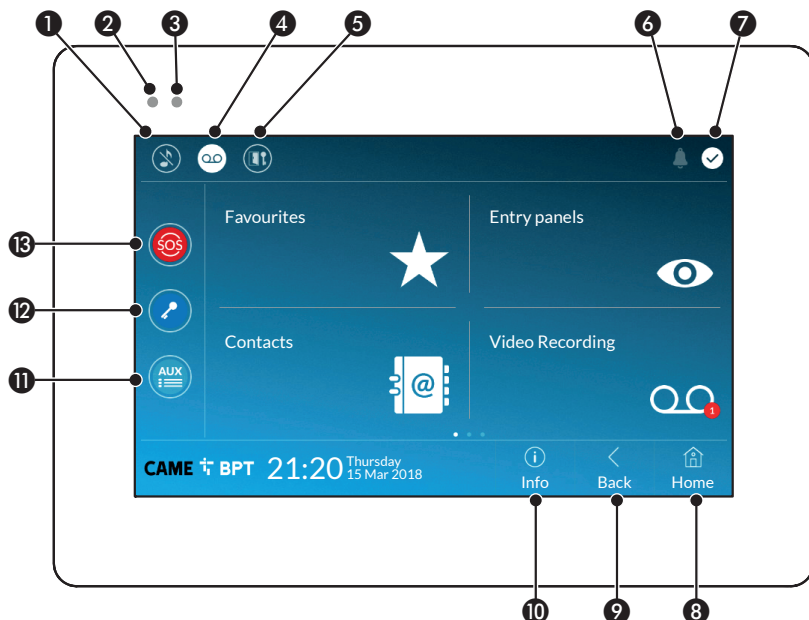 1 2 3 4 5 6 7
Favourites
Entry panels
13
SOS
12
Contacts
Video Recording
11
AUX
@
1
CAME BPT 21:20 Thursday
15 Mar 2018
i
Info
Back
Home
10 9 8